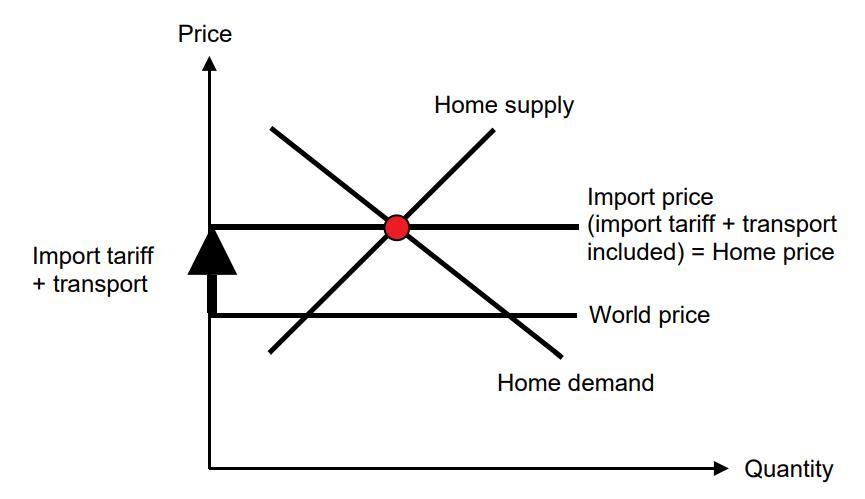 Price
Home supply
Import price
(import tariff + transport
included) = Home price
Import tariff
+ transport
World price
Home demand
Quantity